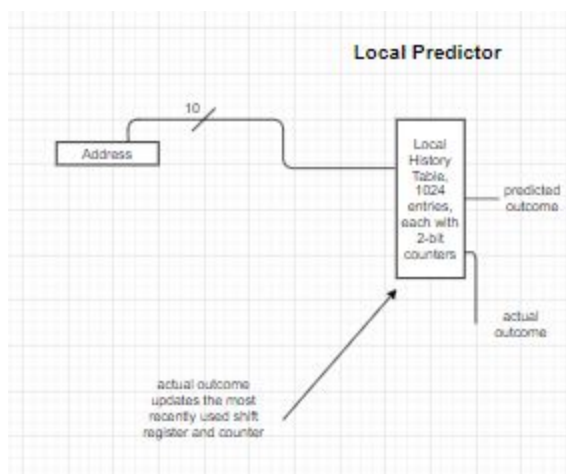 Local Predictor
10
Address
Local
History
Table,
1024
entries,
each with
2-bit
counters
predicted
outcome
actual
outcome
actual outcome
updates the most
recently used shift
register and counter